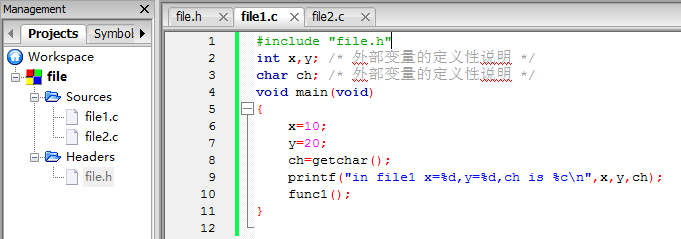 Management
Projects
Symbol
Workspace
file
Sources
file1.c
file2.c
Headers
file.h
file.h
file1.c
file2.c
1 #include "file.h"
2 int x,y; /* 外部变量的定义性说明 */
3 char ch; /* 外部变量的定义性说明 */
4 void main(void)
5 {
6 x=10;
7 y=20;
8 ch=getchar();
9 printf("in file1 x=%d,y=%d,ch is %c\n",x,y,ch);
10 func1();
11 }
12